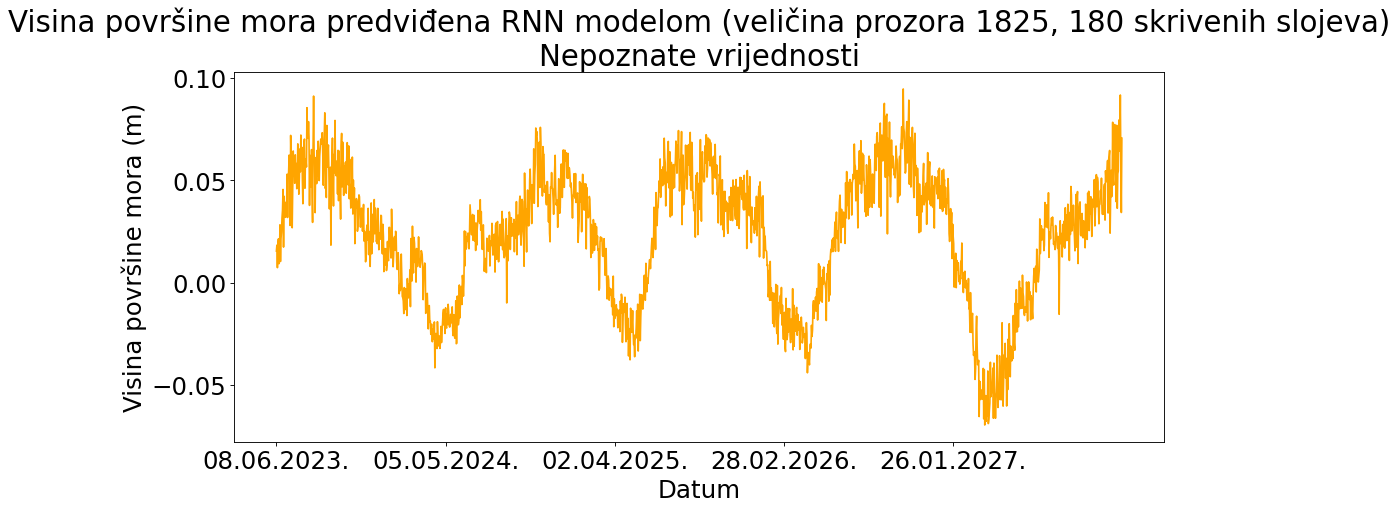 Visina površine mora predviđena RNN modelom (veličina prozora 1825, 180 skrivenih slojeva)
Nepoznate vrijednosti
Visina površine mora (m)
0.10
0.05
0.00
−0.05
08.06.2023.
05.05.2024.
02.04.2025.
28.02.2026.
26.01.2027.
Datum